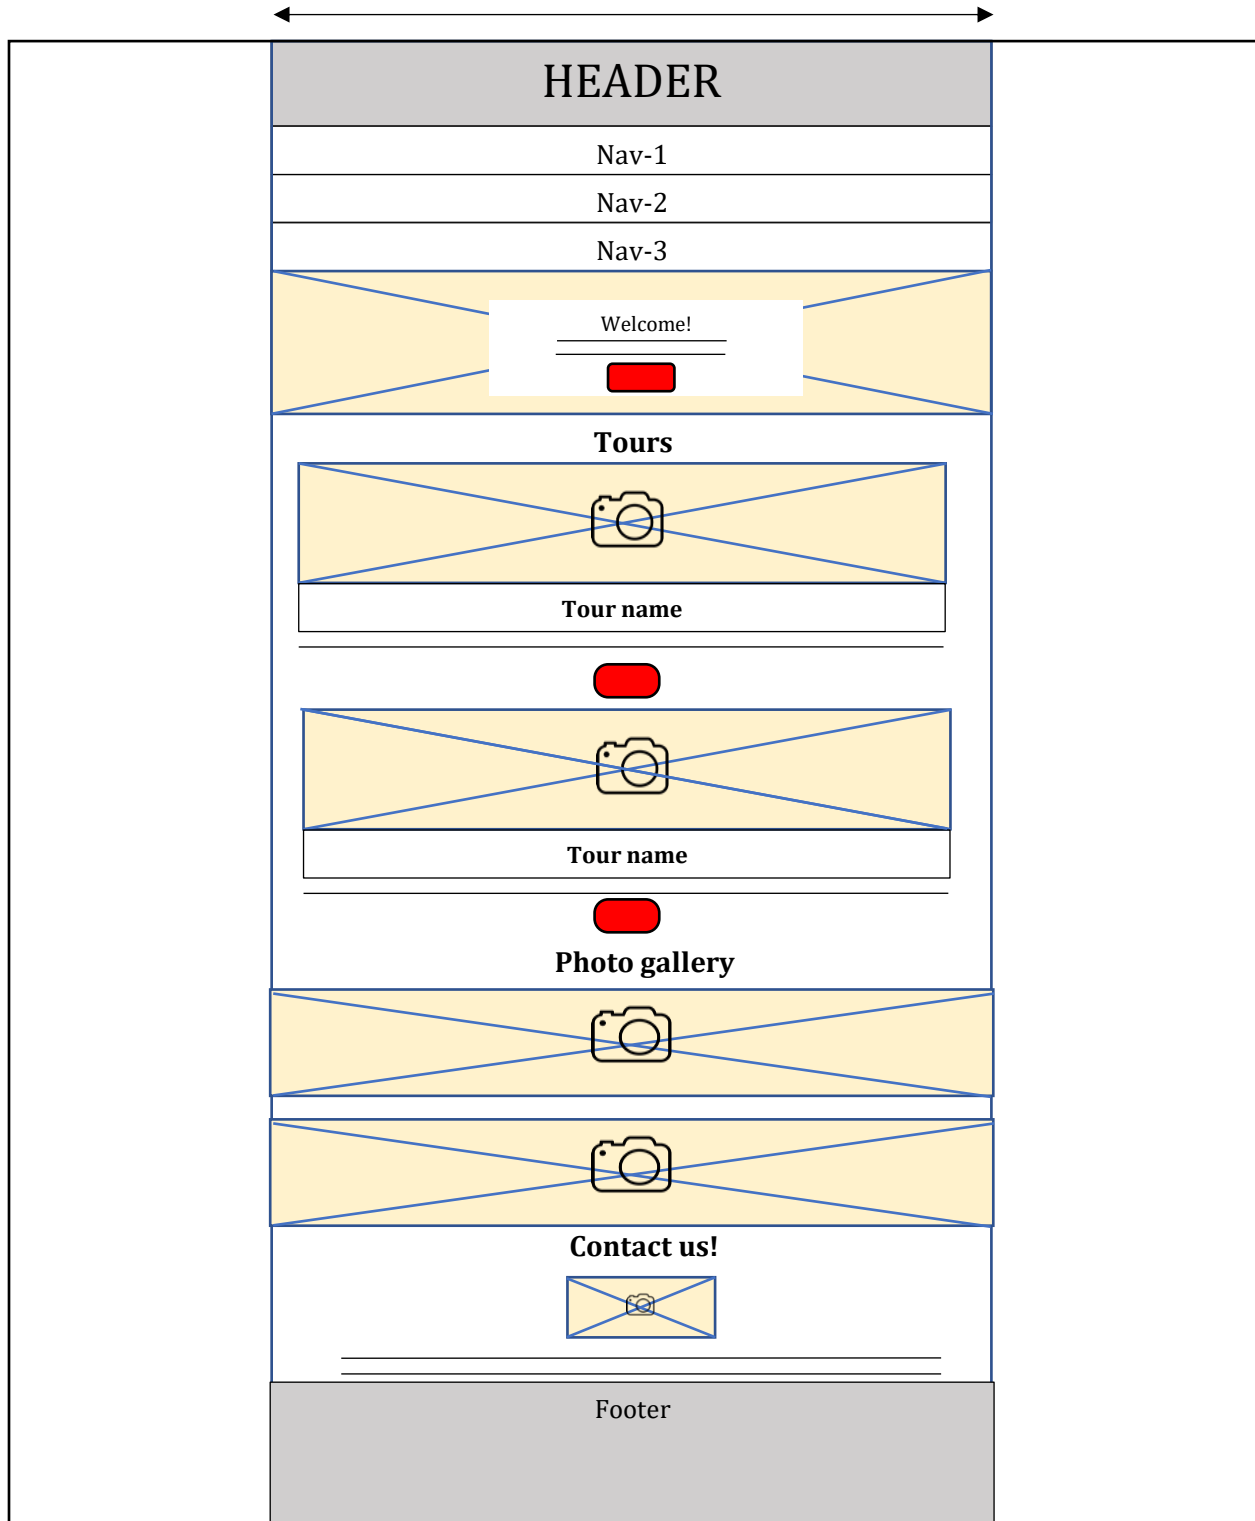 HEADER
Nav-1
Nav-2
Nav-3
Welcome!
Tours
Tour name
Tour name
Photo gallery
Contact us!
Footer